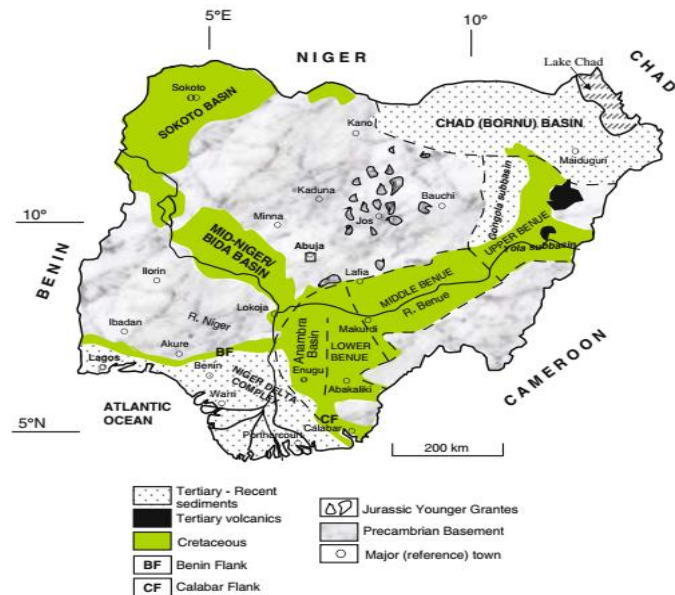 5°E
10°
NIGER
CHAD
Lake Chad
Sokoto
SOKOTO BASIN
Kano
CHAD (BORNU) BASIN
Maiduguri
Kaduna
Bauchi
Gongola subbasin
10°
Minna
Jos
MID-NIGER/
BIDA BASIN
Abuja
UPPER BENUE
Yola subbasin
BENIN
Ilorin
Lafia
MIDDLE BENUE
R. Benue
Lokoja
R. Niger
Makurdi
Ibadan
Akure
BF
Anambra
Basin
LOWER
BENUE
CAMEROON
Lagos
Benin
Enugu
Abakaliki
NIGER DELTA
COMPLEX
Warri
ATLANTIC
OCEAN
CF
Calabar
5°N
Portharcourt
200 km
Tertiary - Recent
sediments
Tertiary volcanics
Cretaceous
BF Benin Flank
CF Calabar Flank
Jurassic Younger Grantes
Precambrian Basement
Major (reference) town